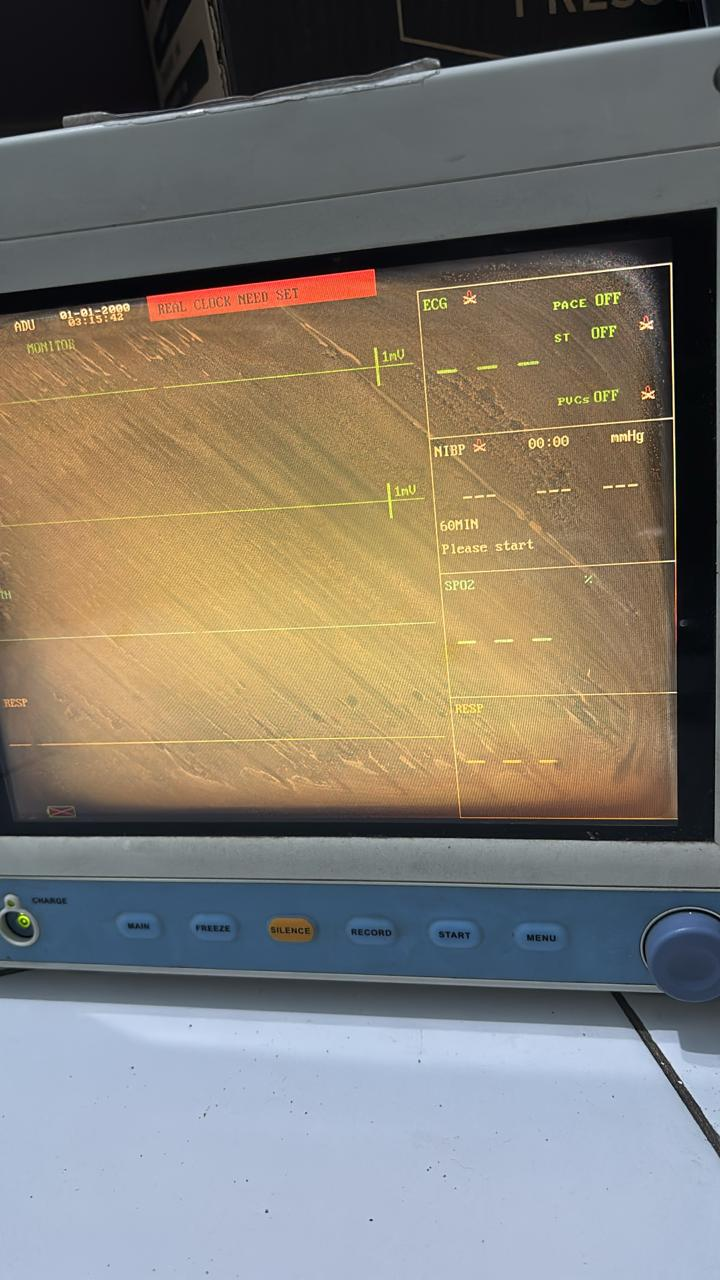 ADU 01-01-2000 REAL CLOCK NEED SET
03:15:42
MONITOR
1mV
1mV
RESP
ECG PACE OFF
ST OFF
PVCs OFF
NIBP 00:00 mmHg
60MIN
Please start
SPO2 %
RESP
CHARGE
MAIN
FREEZE
SILENCE
RECORD
START
MENU